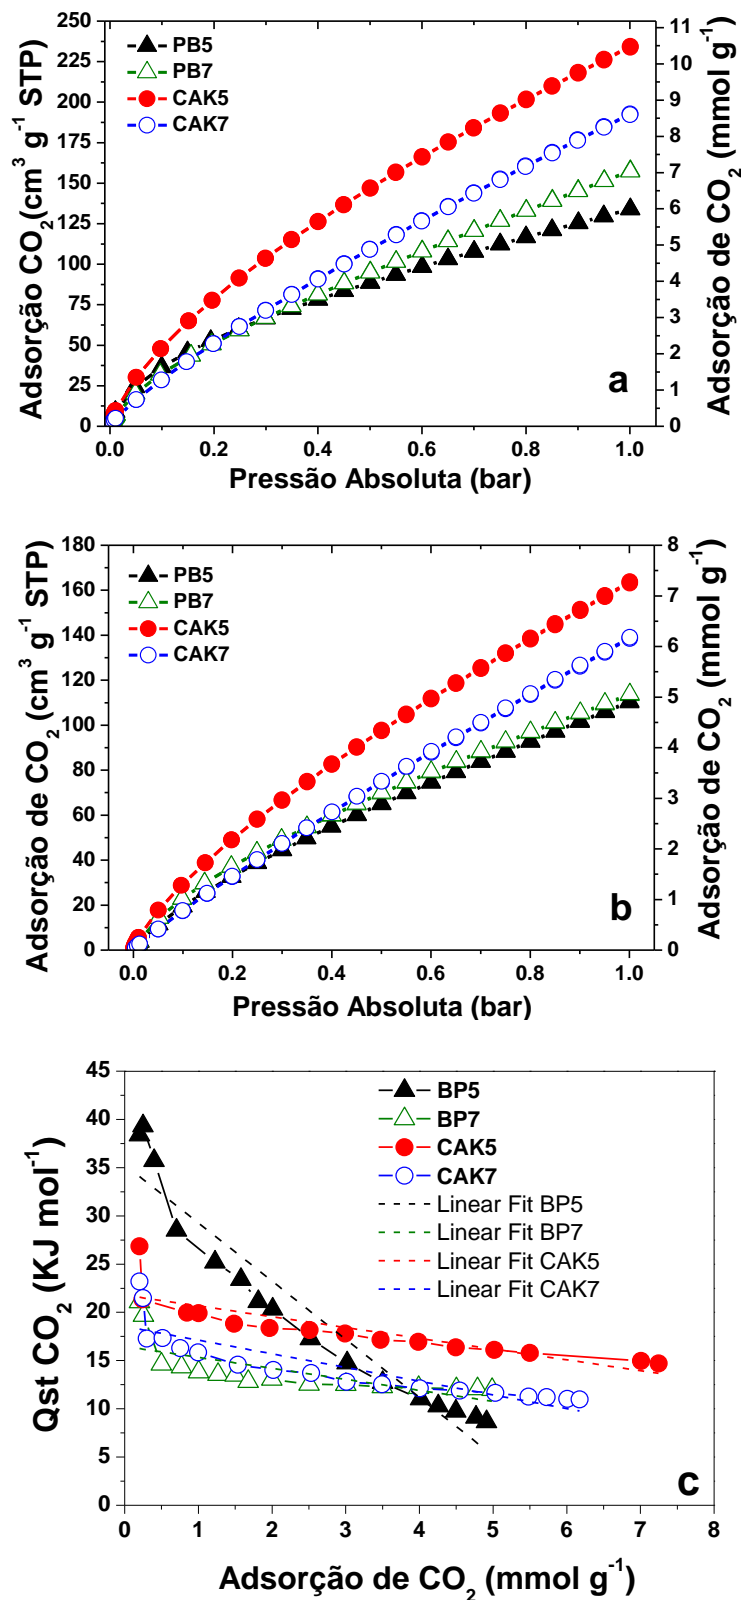 Adsorção CO2(cm3 g-1 STP)
250
225
200
175
150
125
100
75
50
25
0
PB5
PB7
CAK5
CAK7
a
11
10
9
8
7
6
5
4
3
2
1
0
Adsorção de CO2 (mmol g-1)
0.0 0.2 0.4 0.6 0.8 1.0
Pressão Absoluta (bar)
Adsorção de CO2 (cm3 g-1 STP)
180
160
140
120
100
80
60
40
20
0
PB5
PB7
CAK5
CAK7
b
8
7
6
5
4
3
2
1
0
Adsorção de CO2 (mmol g-1)
0.0 0.2 0.4 0.6 0.8 1.0
Pressão Absoluta (bar)
Qst CO2 (KJ mol-1)
45
40
35
30
25
20
15
10
5
0
BP5
BP7
CAK5
CAK7
Linear Fit BP5
Linear Fit BP7
Linear Fit CAK5
Linear Fit CAK7
c
0 1 2 3 4 5 6 7 8
Adsorção de CO2 (mmol g-1)